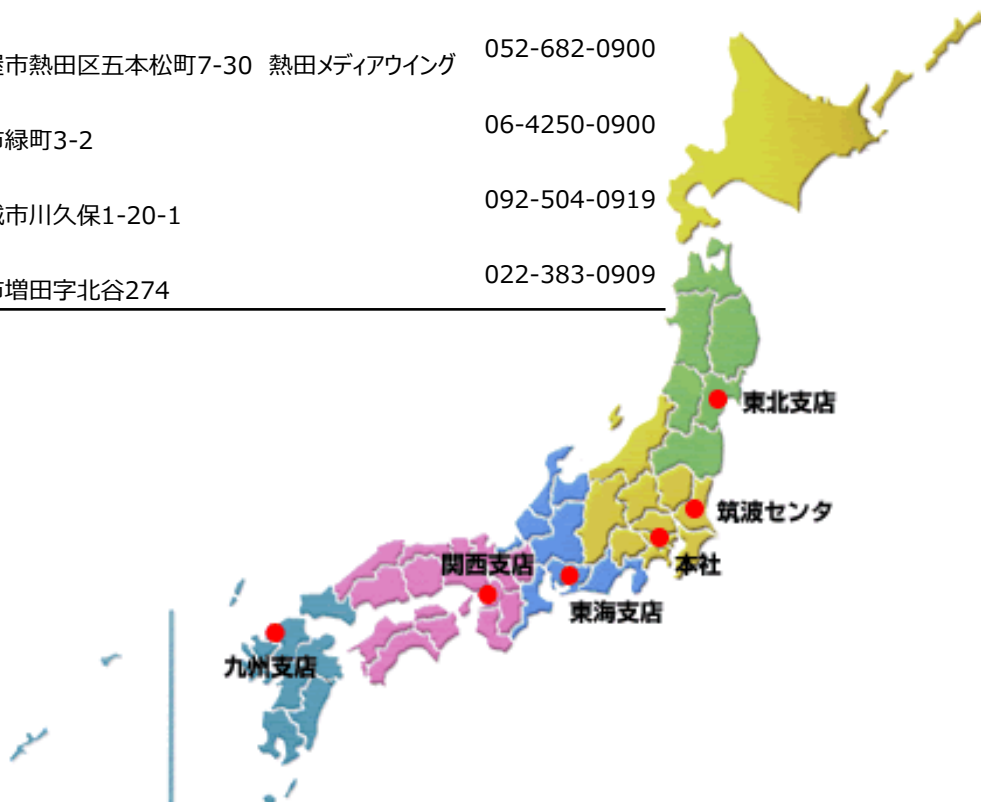 市熱田区五本松町7-30 熱田メディアウイング 052-682-0900
市緑町3-2 06-4250-0900
市川久保1-20-1 092-504-0919
市増田字北谷274 022-383-0909
東北支店
筑波センタ
本社
関西支店
東海支店
九州支店